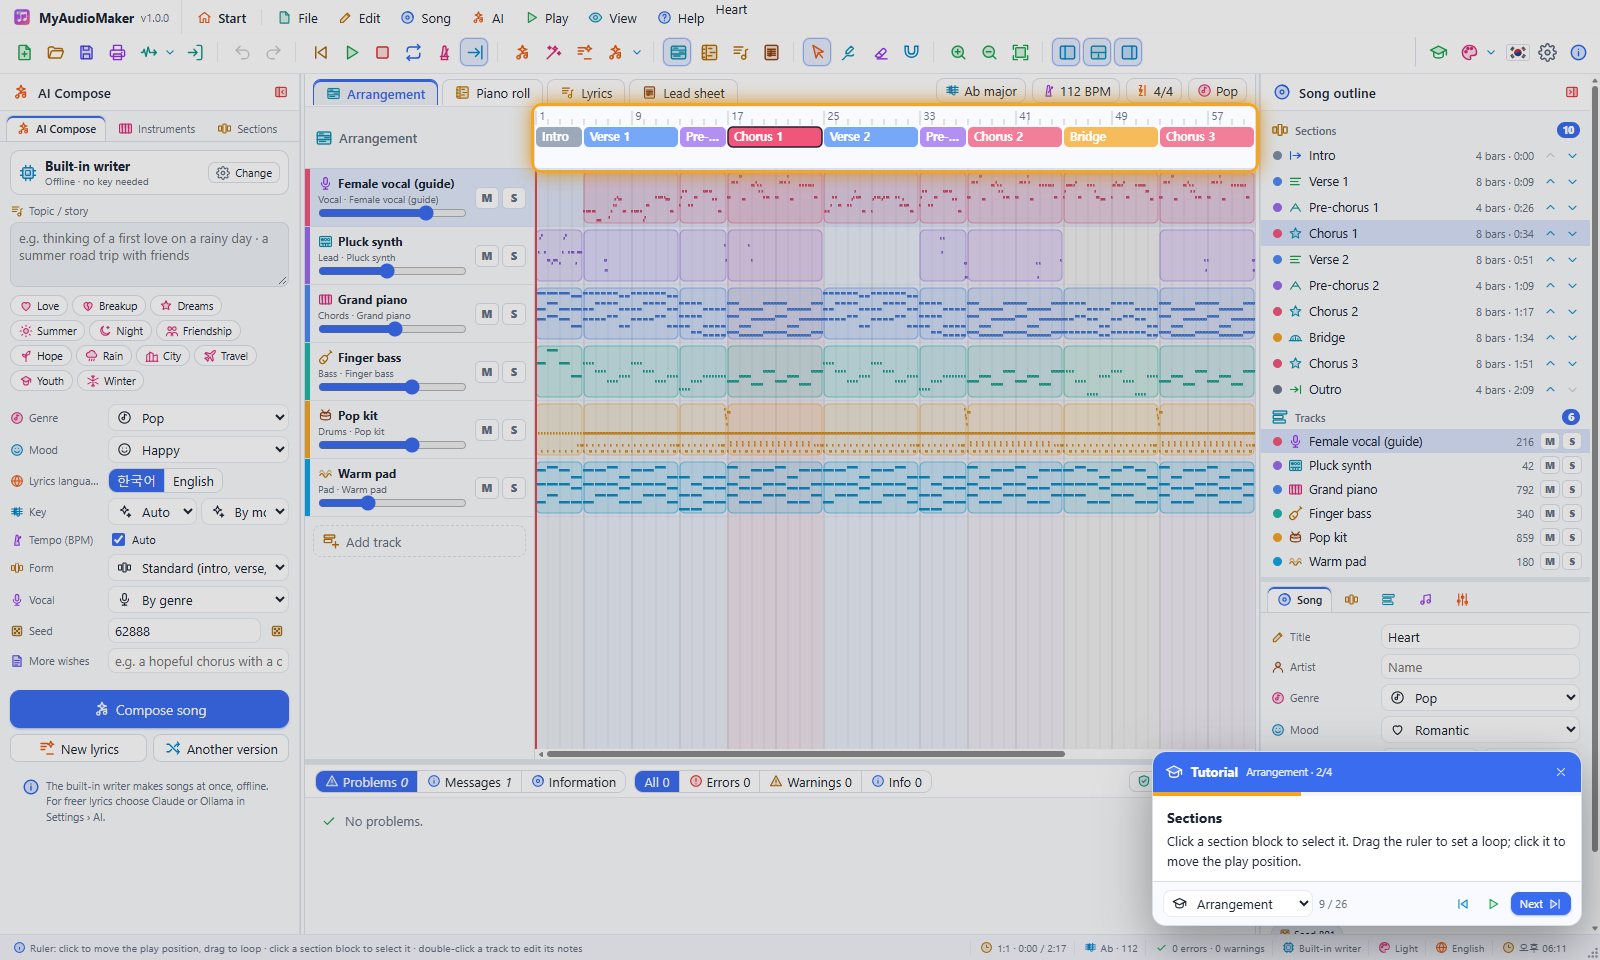 MyAudioMaker v1.0.0 Start File Edit Song AI Play View Help Heart
AI Compose
AI Compose Instruments Sections
Built-in writer
Offline · no key needed
Change
Topic / story
e.g. thinking of a first love on a rainy day · a
summer road trip with friends
Love Breakup Dreams
Summer Night Friendship
Hope Rain City Travel
Youth Winter
Genre Pop
Mood Happy
Lyrics langua... 한국어 English
Key Auto By mo
Tempo (BPM) Auto
Form Standard (intro, verse,
Vocal By genre
Seed 62888
More wishes e.g. a hopeful chorus with a c
Compose song
New lyrics Another version
The built-in writer makes songs at once, offline.
For freer lyrics choose Claude or Ollama in
Settings › AI.
Arrangement Piano roll Lyrics Lead sheet Ab major 112 BPM 4/4 Pop
Arrangement
1 9 17 25 33 41 49 57
Intro Verse 1 Pre-... Chorus 1 Verse 2 Pre-... Chorus 2 Bridge Chorus 3
Female vocal (guide)
Vocal · Female vocal (guide)
M S
Pluck synth
Lead · Pluck synth
M S
Grand piano
Chords · Grand piano
M S
Finger bass
Bass · Finger bass
M S
Pop kit
Drums · Pop kit
M S
Warm pad
Pad · Warm pad
M S
Add track
Problems 0 Messages 1 Information All 0 Errors 0 Warnings 0 Info 0
No problems.
Song outline
Sections 10
Intro 4 bars · 0:00
Verse 1 8 bars · 0:09
Pre-chorus 1 4 bars · 0:26
Chorus 1 8 bars · 0:34
Verse 2 8 bars · 0:51
Pre-chorus 2 4 bars · 1:09
Chorus 2 8 bars · 1:17
Bridge 8 bars · 1:34
Chorus 3 8 bars · 1:51
Outro 4 bars · 2:09
Tracks 6
Female vocal (guide) 216 M S
Pluck synth 42 M S
Grand piano 792 M S
Finger bass 340 M S
Pop kit 859 M S
Warm pad 180 M S
Song
Title Heart
Artist Name
Genre Pop
Mood Romantic
Tutorial Arrangement · 2/4
Sections
Click a section block to select it. Drag the ruler to set a loop; click it to
move the play position.
Arrangement 9 / 26 Next
Ruler: click to move the play position, drag to loop · click a section block to select it · double-click a track to edit its notes
1:1 · 0:00 / 2:17 Ab · 112 0 errors · 0 warnings Built-in writer Light English 오후 06:11